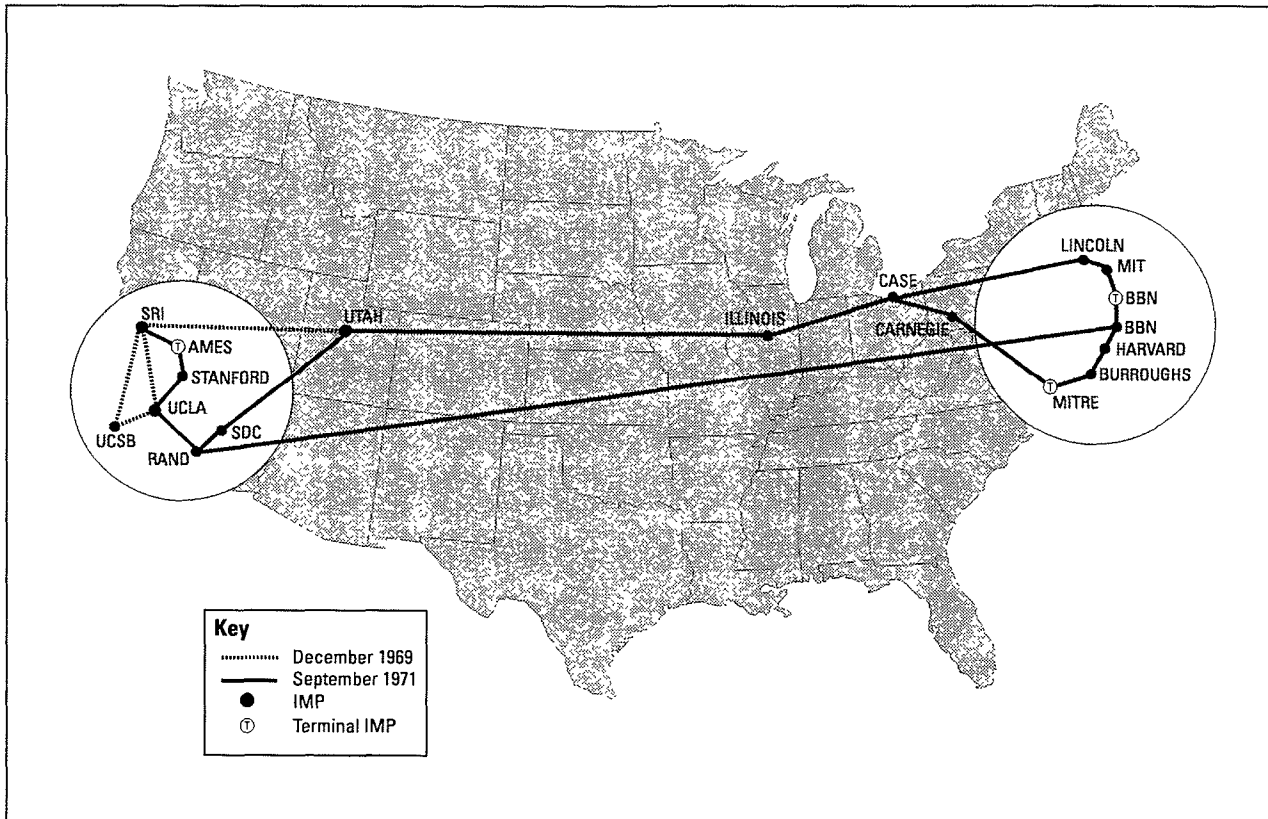 LINCOLN
MIT
BBN
CASE
SRI
UTAH
ILLINOIS
CARNEGIE
BBN
AMES
HARVARD
STANFORD
BURROUGHS
MITRE
UCLA
UCSB
SDC
RAND
T
T
T
Key
December 1969
September 1971
IMP
T Terminal IMP